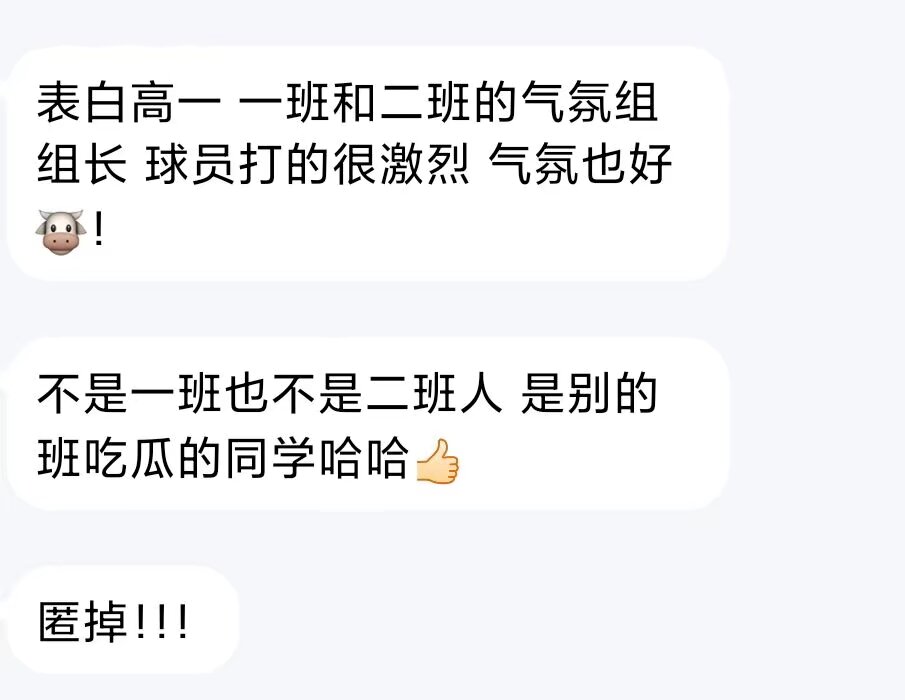 表白高一 一班和二班的气氛组
组长 球员打的很激烈 气氛也好
🐮!
不是一班也不是二班人 是别的
班吃瓜的同学哈哈👍🏻
匿掉!!!